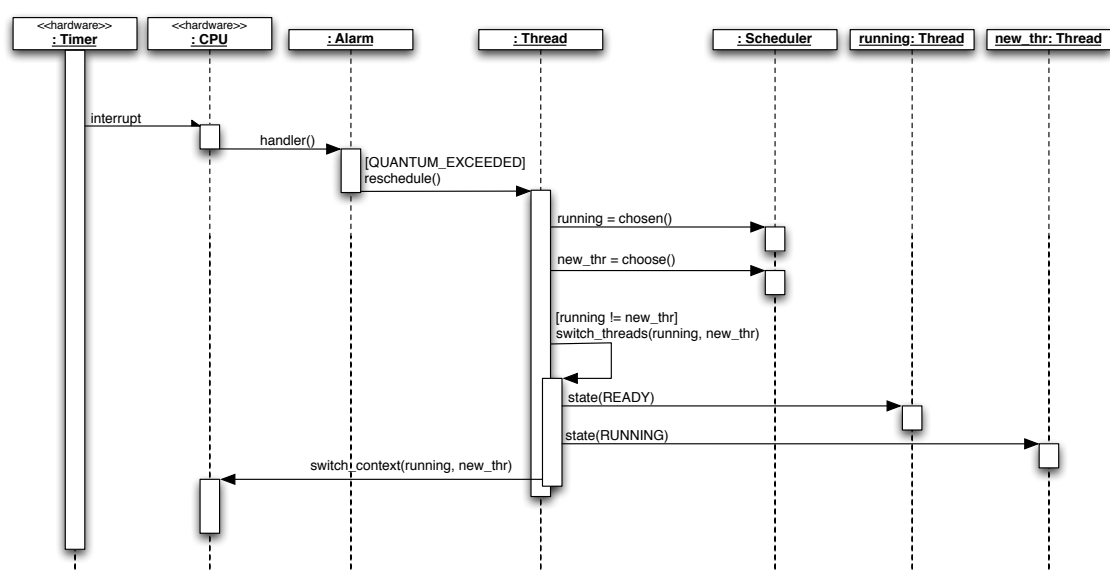 <<hardware>>
: Timer
<<hardware>>
: CPU
: Alarm
: Thread
: Scheduler
running: Thread
new_thr: Thread
interrupt
handler()
[QUANTUM_EXCEEDED]
reschedule()
running = chosen()
new_thr = choose()
[running != new_thr]
switch_threads(running, new_thr)
state(READY)
state(RUNNING)
switch_context(running, new_thr)